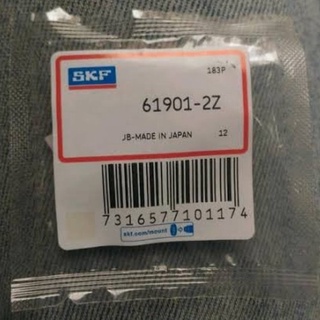 183P
SKF
61901-2Z
JB-MADE IN JAPAN 12
7316577101174
skf.com/mount